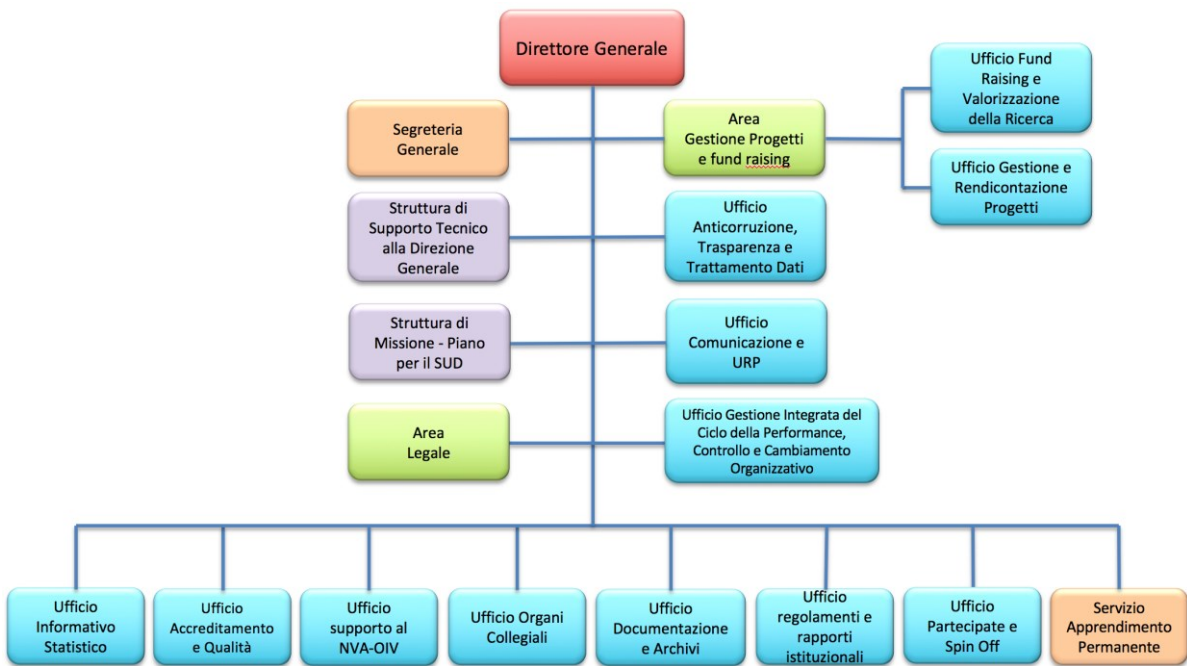 Direttore Generale
Segreteria
Generale
Area
Gestione Progetti
e fund raising
Ufficio Fund
Raising e
Valorizzazione
della Ricerca
Ufficio Gestione e
Rendicontazione
Progetti
Struttura di
Supporto Tecnico
alla Direzione
Generale
Ufficio
Anticorruzione,
Trasparenza e
Trattamento Dati
Struttura di
Missione - Piano
per il SUD
Ufficio
Comunicazione e
URP
Area
Legale
Ufficio Gestione Integrata del
Ciclo della Performance,
Controllo e Cambiamento
Organizzativo
Ufficio
Informativo
Statistico
Ufficio
Accreditamento
e Qualità
Ufficio
supporto al
NVA-OIV
Ufficio Organi
Collegiali
Ufficio
Documentazione
e Archivi
Ufficio
regolamenti e
rapporti
istituzionali
Ufficio
Partecipate e
Spin Off
Servizio
Apprendimento
Permanente